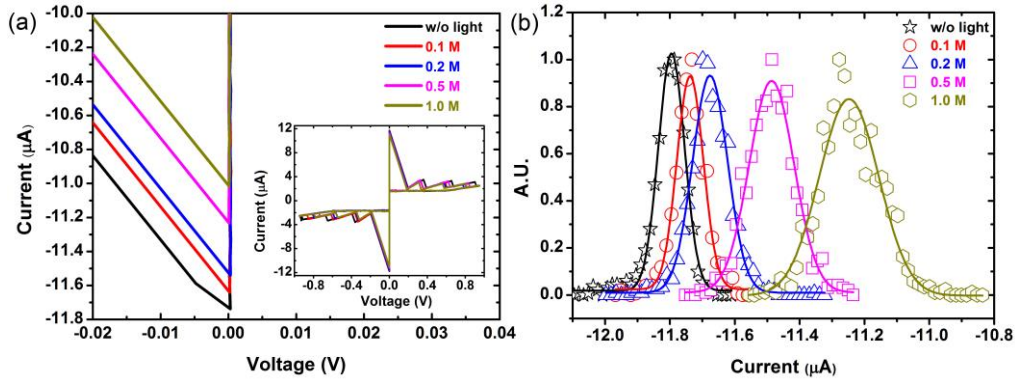 (a)
-10.0
-10.2
-10.4
-10.6
-10.8
-11.0
-11.2
-11.4
-11.6
-11.8
Current (μA)
-0.02
-0.01
0.00
0.01
0.02
0.03
0.04
Voltage (V)
w/o light
0.1 M
0.2 M
0.5 M
1.0 M
12
8
4
0
-4
-8
-12
Current (μA)
-0.8
-0.4
0.0
0.4
0.8
Voltage (V)
(b)
1.2
1.0
0.8
0.6
0.4
0.2
0.0
A.U.
-12.0
-11.8
-11.6
-11.4
-11.2
-11.0
-10.8
Current (μA)
w/o light
0.1 M
0.2 M
0.5 M
1.0 M